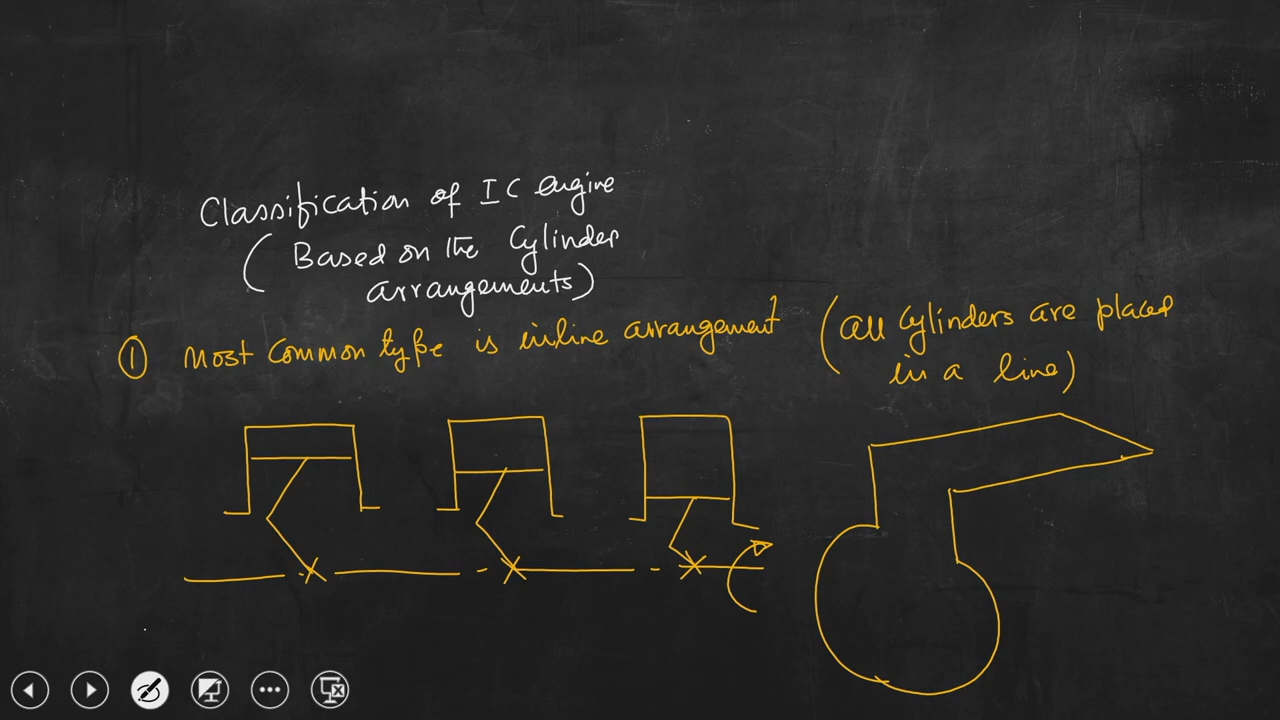 Classification of IC engine
( Based on the Cylinder
arrangements)
① Most Common type is inline arrangement (all cylinders are placed
in a line)